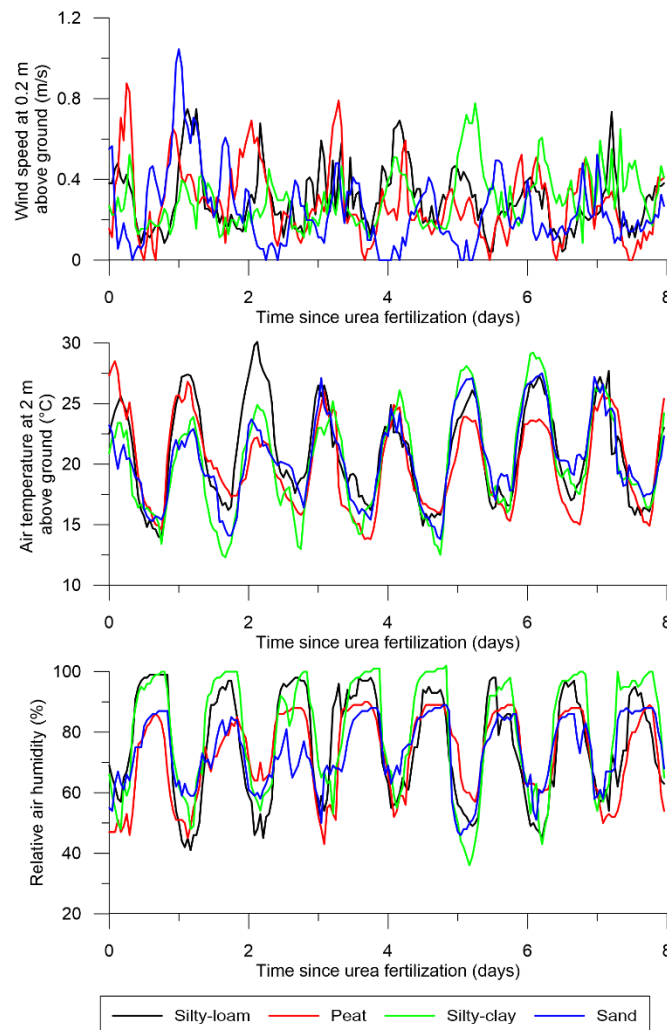 Wind speed at 0.2 m
above ground (m/s)
1.2
0.8
0.4
0
0 2 4 6 8
Time since urea fertilization (days)
Air temperature at 2 m
above ground (°C)
30
25
20
15
10
0 2 4 6 8
Time since urea fertilization (days)
Relative air humidity (%)
100
80
60
40
20
0 2 4 6 8
Time since urea fertilization (days)
Silty-loam Peat Silty-clay Sand